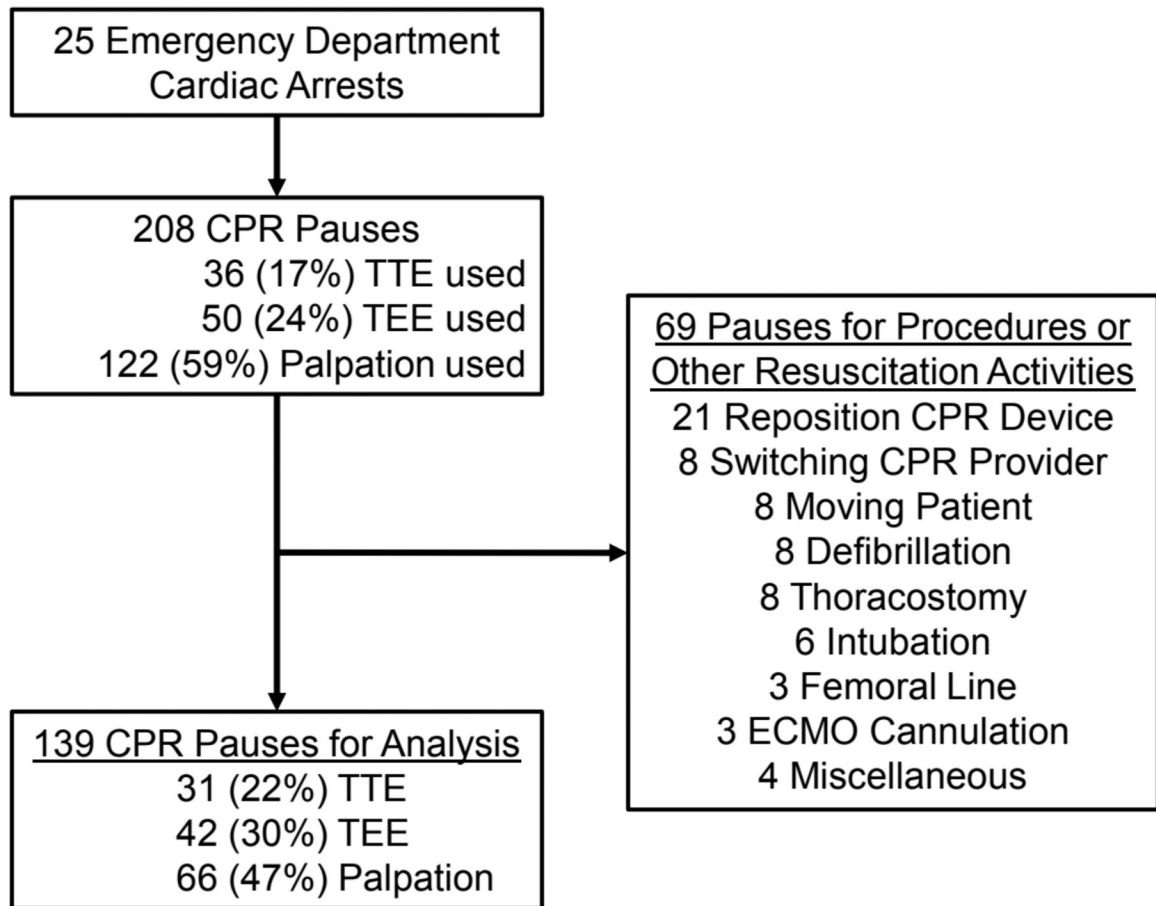 25 Emergency Department
Cardiac Arrests
208 CPR Pauses
36 (17%) TTE used
50 (24%) TEE used
122 (59%) Palpation used
69 Pauses for Procedures or
Other Resuscitation Activities
21 Reposition CPR Device
8 Switching CPR Provider
8 Moving Patient
8 Defibrillation
8 Thoracostomy
6 Intubation
3 Femoral Line
3 ECMO Cannulation
4 Miscellaneous
139 CPR Pauses for Analysis
31 (22%) TTE
42 (30%) TEE
66 (47%) Palpation